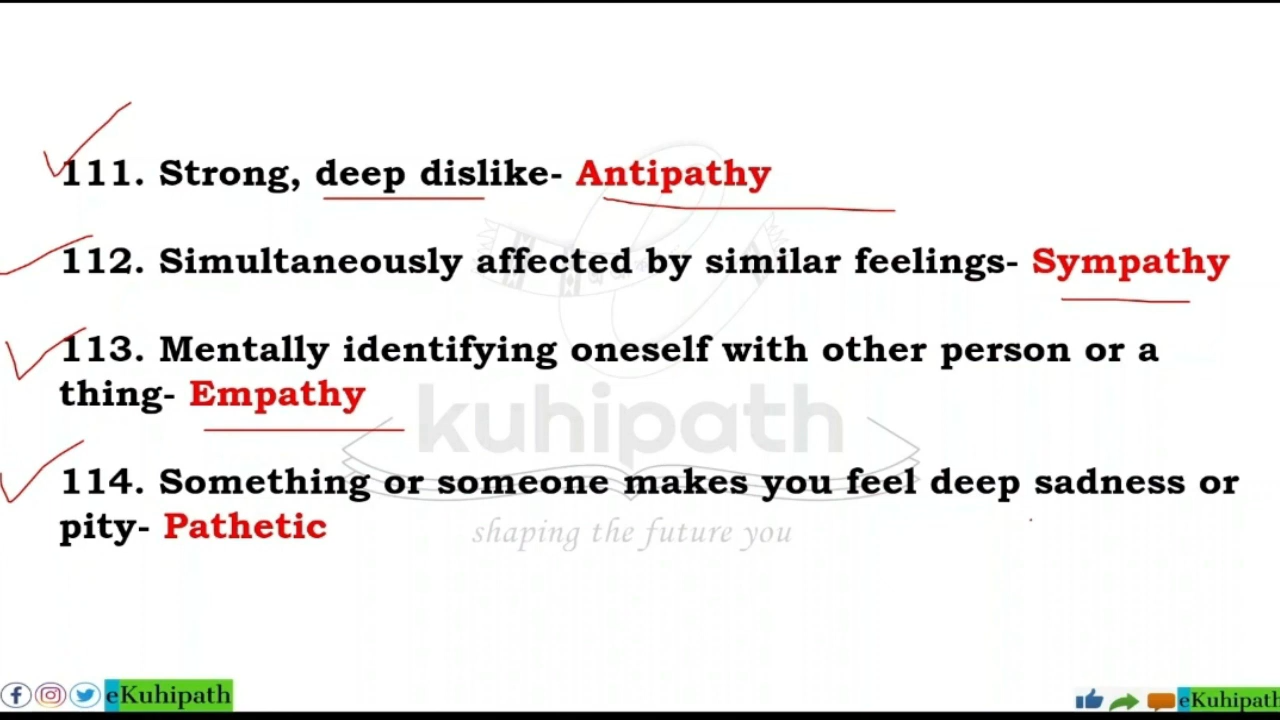 111. Strong, deep dislike- Antipathy
112. Simultaneously affected by similar feelings- Sympathy
113. Mentally identifying oneself with other person or a
thing- Empathy
kuhipath
114. Something or someone makes you feel deep sadness or
pity- Pathetic
shaping the future you
eKuhipath
eKuhipath